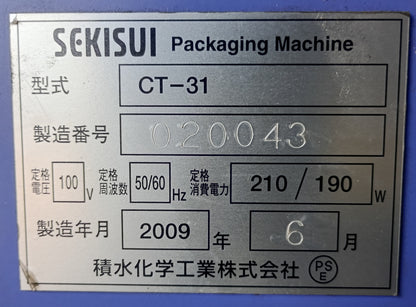 SEKISUI Packaging Machine
型式 CT-31
製造番号 020043
定格電圧 100 V 定格周波数 50/60 Hz 定格消費電力 210 / 190 W
製造年月 2009 年 6 月
積水化学工業株式会社 PSE